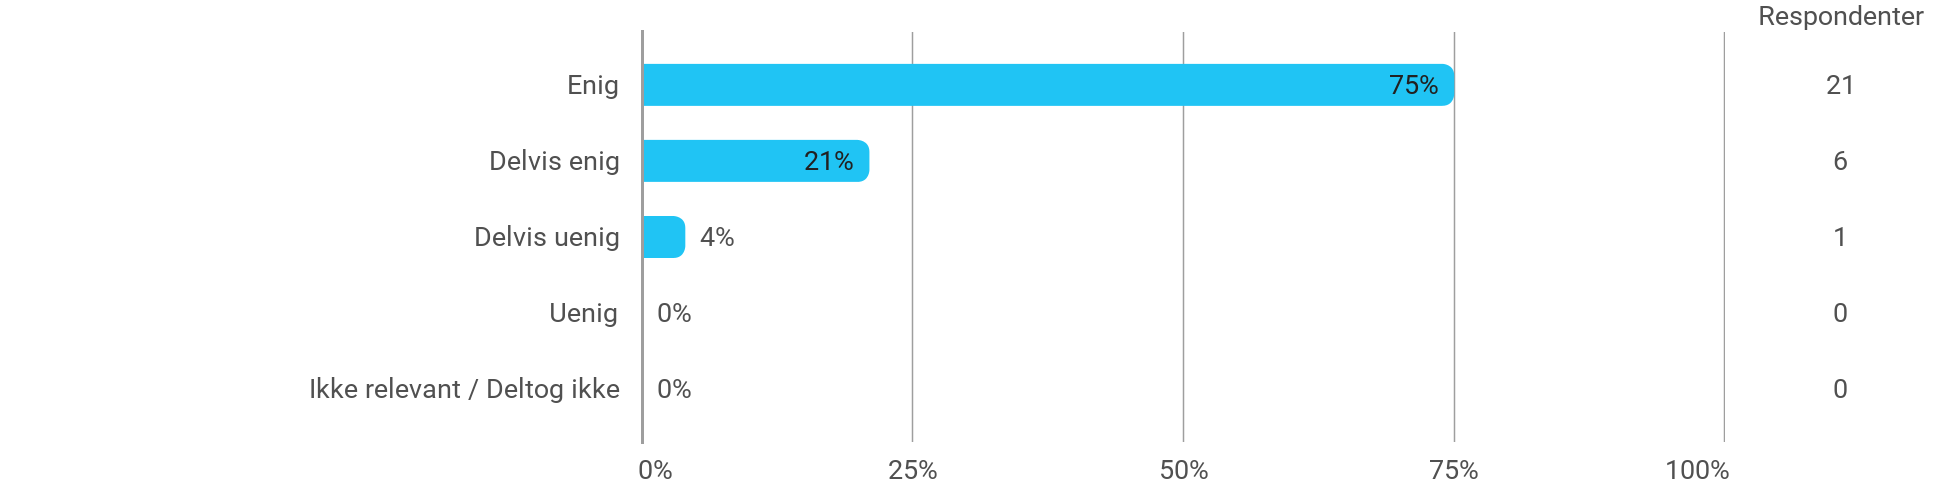 Respondenter
Enig 75% 21
Delvis enig 21% 6
Delvis uenig 4% 1
Uenig 0% 0
Ikke relevant / Deltog ikke 0% 0
0% 25% 50% 75% 100%